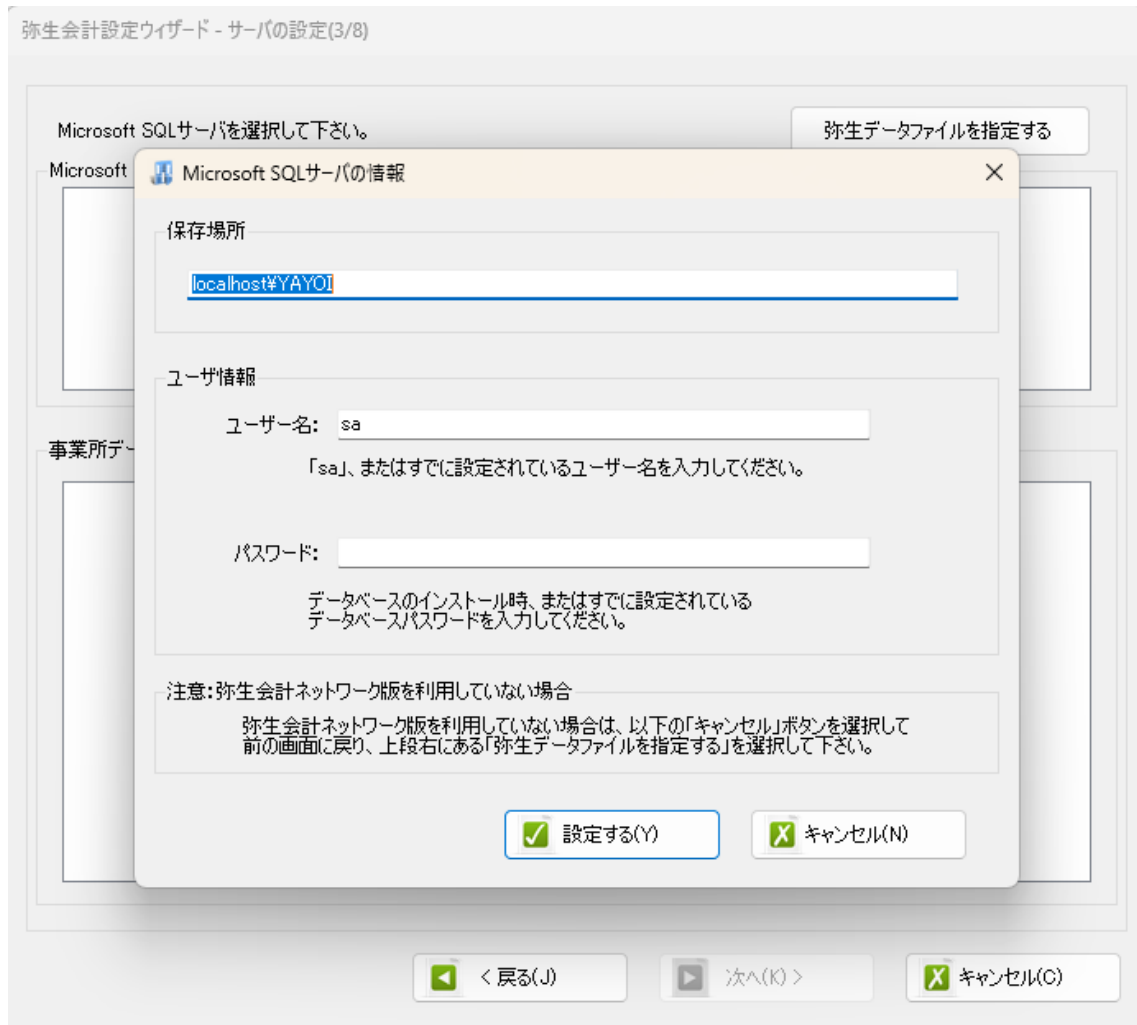 弥生会計設定ウィザード - サーバの設定(3/8)
Microsoft SQLサーバを選択して下さい。
弥生データファイルを指定する
Microsoft
Microsoft SQLサーバの情報
保存場所
localhost¥YAYOI
ユーザ情報
ユーザー名:
sa
「sa」、またはすでに設定されているユーザー名を入力してください。
事業所デー
パスワード:
データベースのインストール時、またはすでに設定されている
データベースパスワードを入力してください。
注意:弥生会計ネットワーク版を利用していない場合
弥生会計ネットワーク版を利用していない場合は、以下の「キャンセル」ボタンを選択して
前の画面に戻り、上段右にある「弥生データファイルを指定する」を選択して下さい。
設定する(Y)
キャンセル(N)
< 戻る(J)
次へ(K) >
キャンセル(C)